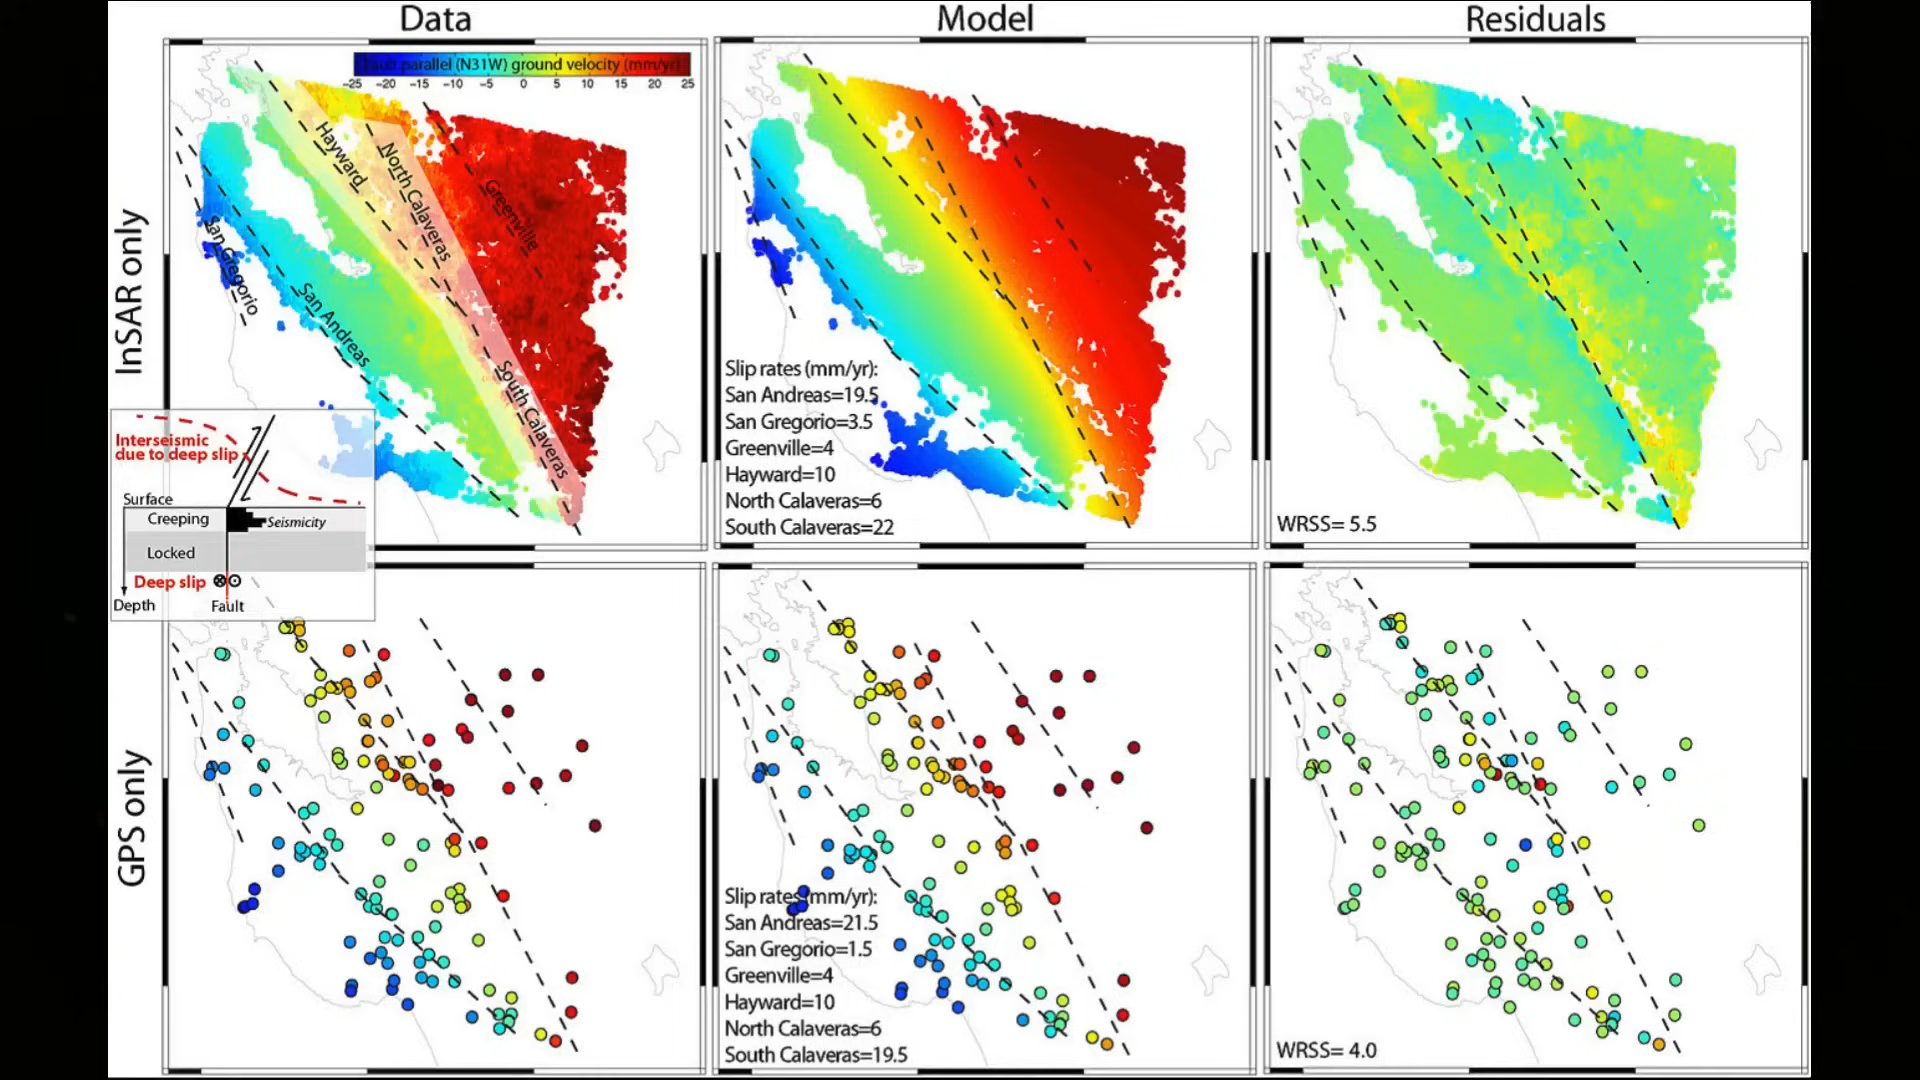 Data
Model
Residuals
InSAR only
Fault parallel (N31W) ground velocity (mm/yr)
−25 −20 −15 −10 −5 0 5 10 15 20 25
Hayward
North Calaveras
Greenville
San Gregorio
San Andreas
South Calaveras
Slip rates (mm/yr):
San Andreas=19.5
San Gregorio=3.5
Greenville=4
Hayward=10
North Calaveras=6
South Calaveras=22
WRSS= 5.5
Interseismic
due to deep slip
Surface
Creeping
Seismicity
Locked
Deep slip
Depth
Fault
GPS only
Slip rates (mm/yr):
San Andreas=21.5
San Gregorio=1.5
Greenville=4
Hayward=10
North Calaveras=6
South Calaveras=19.5
WRSS= 4.0